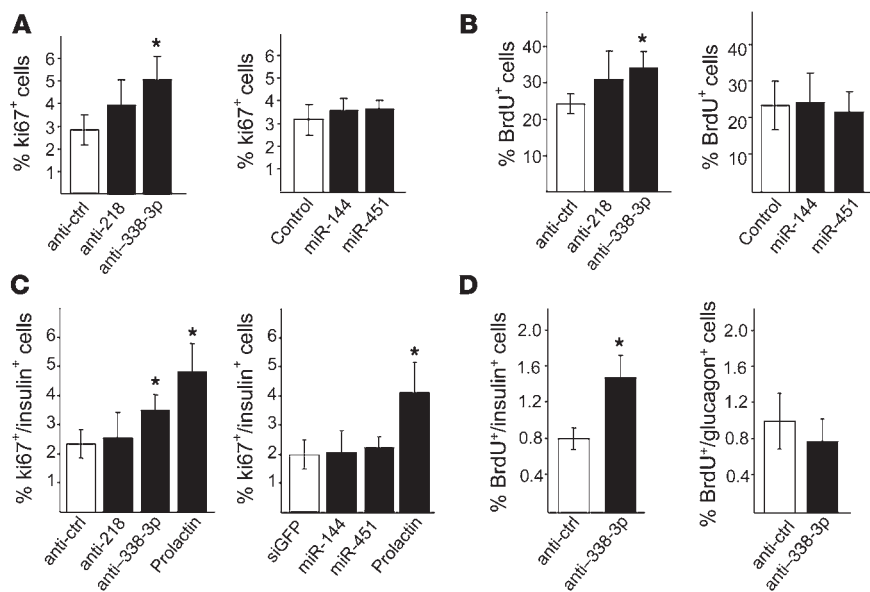 A
% ki67+ cells
6
5
4
3
2
1
anti-ctrl
anti-218
anti–338-3p
*
% ki67+ cells
6
5
4
3
2
1
Control
miR-144
miR-451
B
% BrdU+ cells
40
30
20
10
anti-ctrl
anti-218
anti–338-3p
*
% BrdU+ cells
40
30
20
10
Control
miR-144
miR-451
C
% ki67+/insulin+ cells
6
5
4
3
2
1
anti-ctrl
anti-218
anti–338-3p
Prolactin
*
*
% ki67+/insulin+ cells
6
5
4
3
2
1
siGFP
miR-144
miR-451
Prolactin
*
D
% BrdU+/insulin+ cells
2.0
1.6
1.2
0.8
0.4
anti-ctrl
anti–338-3p
*
% BrdU+/glucagon+ cells
2.0
1.6
1.2
0.8
0.4
anti-ctrl
anti–338-3p